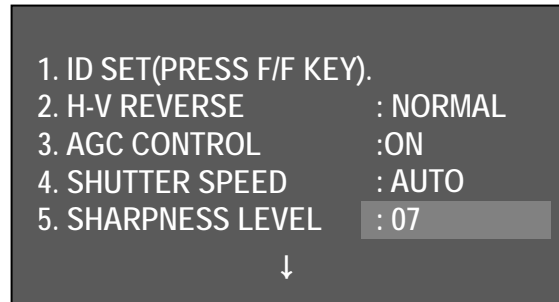 1. ID SET(PRESS F/F KEY).
2. H-V REVERSE : NORMAL
3. AGC CONTROL :ON
4. SHUTTER SPEED : AUTO
5. SHARPNESS LEVEL : 07
↓